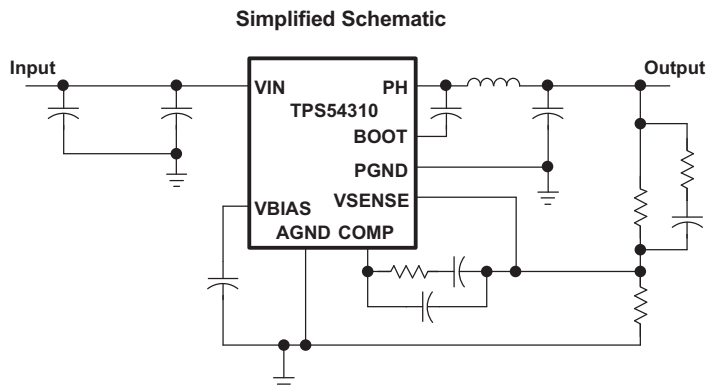 Simplified Schematic
Input
Output
VIN
PH
TPS54310
BOOT
PGND
VBIAS
VSENSE
AGND COMP